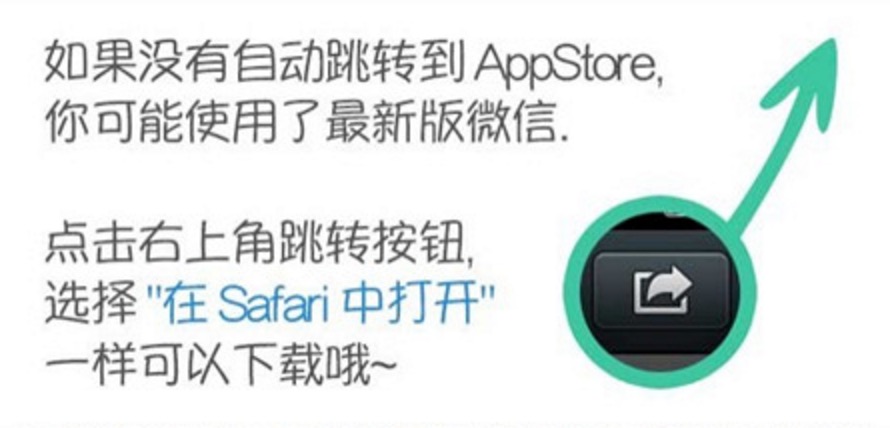 如果没有自动跳转到 AppStore,
你可能使用了最新版微信.
点击右上角跳转按钮,
选择 "在 Safari 中打开"
一样可以下载哦~